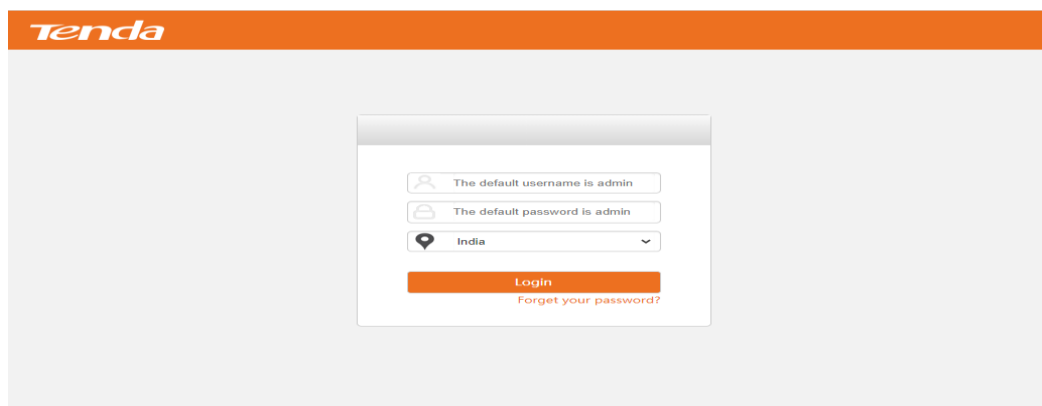 Tenda
The default username is admin
The default password is admin
India
Login
Forget your password?